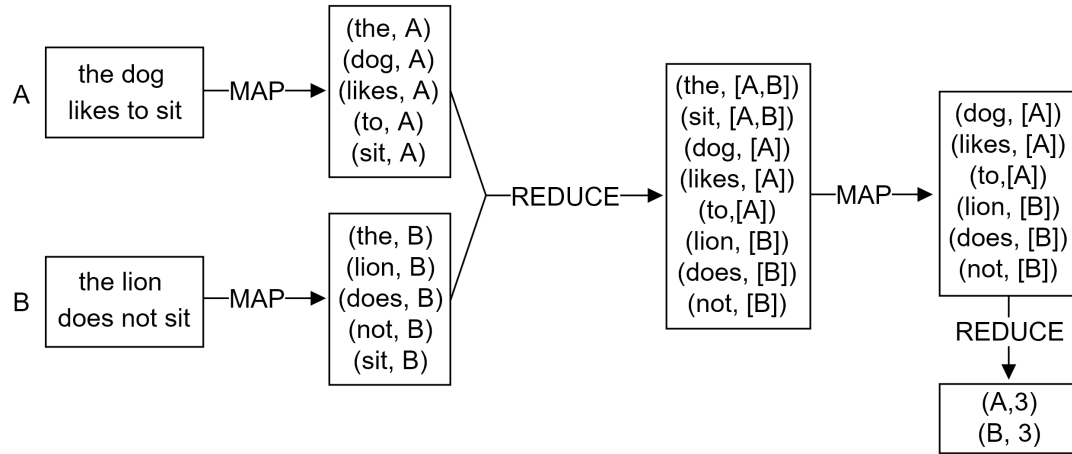 A
the dog
likes to sit
MAP
(the, A)
(dog, A)
(likes, A)
(to, A)
(sit, A)
B
the lion
does not sit
MAP
(the, B)
(lion, B)
(does, B)
(not, B)
(sit, B)
REDUCE
(the, [A,B])
(sit, [A,B])
(dog, [A])
(likes, [A])
(to,[A])
(lion, [B])
(does, [B])
(not, [B])
MAP
(dog, [A])
(likes, [A])
(to,[A])
(lion, [B])
(does, [B])
(not, [B])
REDUCE
(A,3)
(B, 3)